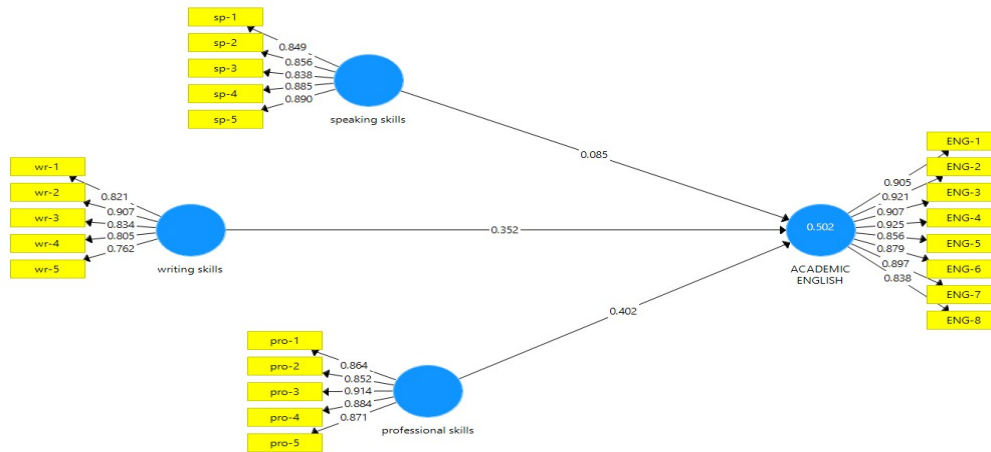 sp-1
sp-2
sp-3
sp-4
sp-5
0.849
0.856
0.838
0.885
0.890
speaking skills
0.085
wr-1
wr-2
wr-3
wr-4
wr-5
0.821
0.907
0.834
0.805
0.762
writing skills
0.352
pro-1
pro-2
pro-3
pro-4
pro-5
0.864
0.852
0.914
0.884
0.871
professional skills
0.402
0.502
ACADEMIC
ENGLISH
0.905
0.921
0.907
0.925
0.856
0.879
0.897
0.838
ENG-1
ENG-2
ENG-3
ENG-4
ENG-5
ENG-6
ENG-7
ENG-8